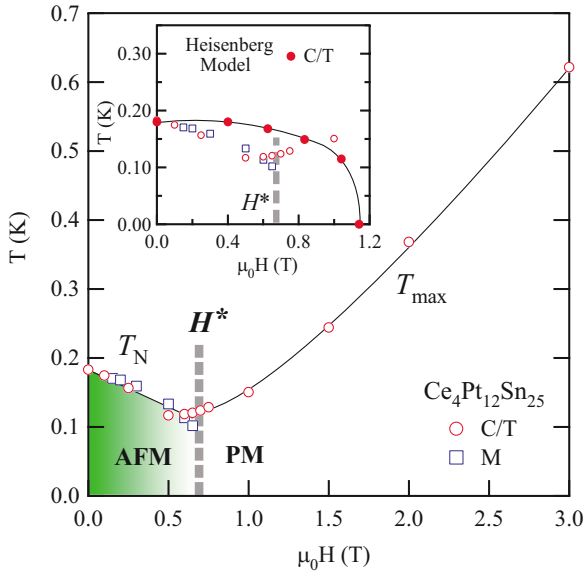 0.7
0.6
0.5
0.4
0.3
0.2
0.1
0.0
T (K)
0.0 0.5 1.0 1.5 2.0 2.5 3.0
μ₀H (T)
0.30
0.20
0.10
0.00
T (K)
0.0 0.4 0.8 1.2
μ₀H (T)
Heisenberg
Model
C/T
H*
T_N
H*
T_max
AFM
PM
Ce₄Pt₁₂Sn₂₅
C/T
M